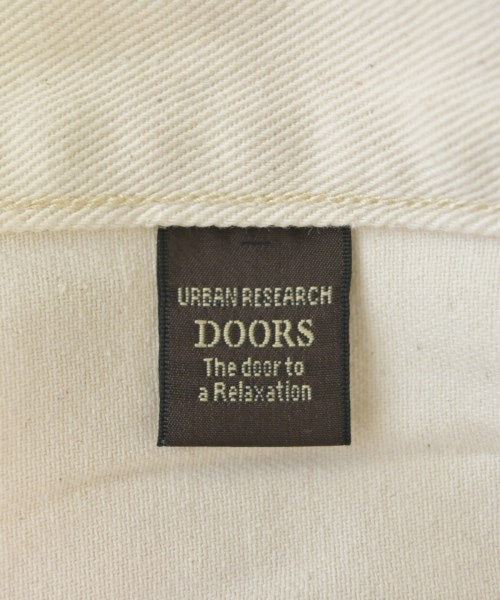 URBAN RESEARCH
DOORS
The door to
a Relaxation